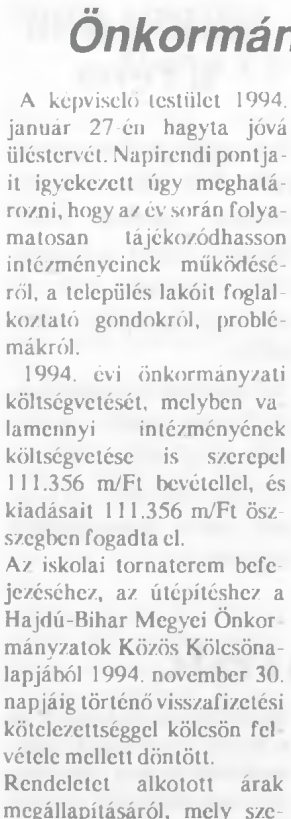 Önkormán
A képviselő testület 1994.
január 27-én hagyta jóvá
üléstervét. Napirendi pontja-
it igyekezett úgy meghatá-
rozni, hogy az év során folya-
matosan tájékozódhasson
intézményeinek működésé-
ről, a település lakóit foglal-
koztató gondokról, problé-
mákról.
1994. évi önkormányzati
költségvetését, melyben va
lamennyi intézményének
költségvetése is szerepel
111.356 m/Ft bevétellel, és
kiadásait 111.356 m/Ft ösz-
szegben fogadta el.
Az iskolai tornaterem befe-
jezéséhez, az útépítéshez a
Hajdú-Bihar Megyei Önkor-
mányzatok Közös Kölcsöna-
lapjából 1994. november 30.
napjáig történő visszafizetési
kötelezettséggel kölcsön fel-
vétele mellett döntött.
Rendeletet alkotott árak
megállapításáról, mely sze-